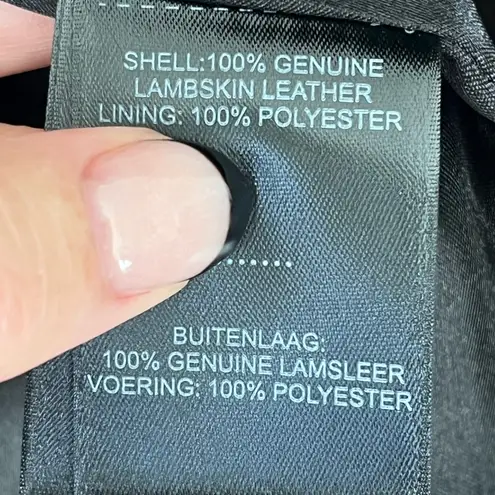 SHELL:100% GENUINE
LAMBSKIN LEATHER
LINING: 100% POLYESTER
BUITENLAAG:
100% GENUINE LAMSLEER
VOERING: 100% POLYESTER